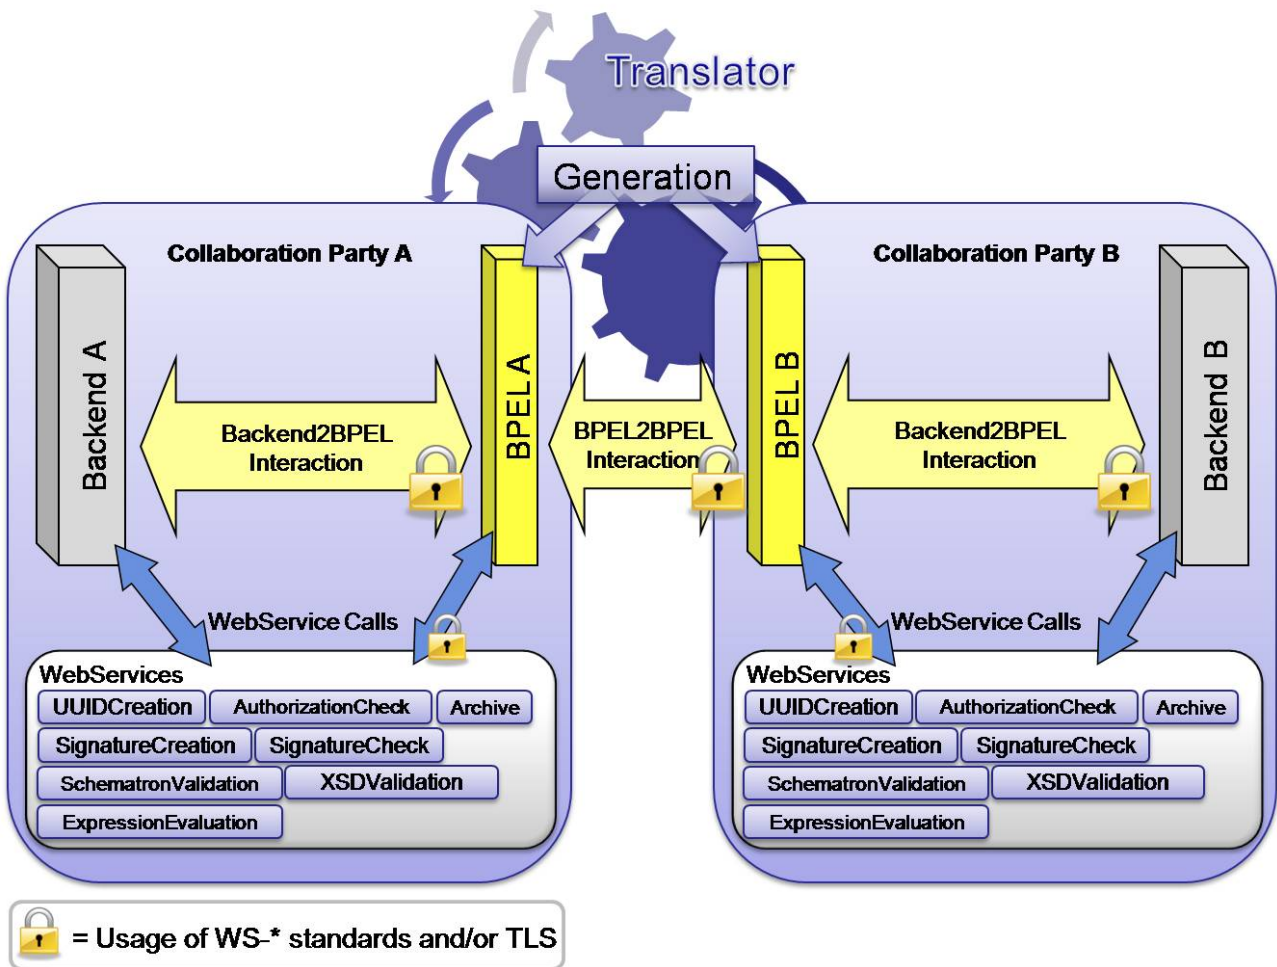 Translator
Generation
Collaboration Party A
Collaboration Party B
Backend A
BPEL A
BPEL B
Backend B
Backend2BPEL
Interaction
BPEL2BPEL
Interaction
Backend2BPEL
Interaction
WebService Calls
WebService Calls
WebServices
UUIDCreation
AuthorizationCheck
Archive
SignatureCreation
SignatureCheck
SchematronValidation
XSDValidation
ExpressionEvaluation
WebServices
UUIDCreation
AuthorizationCheck
Archive
SignatureCreation
SignatureCheck
SchematronValidation
XSDValidation
ExpressionEvaluation
= Usage of WS-* standards and/or TLS